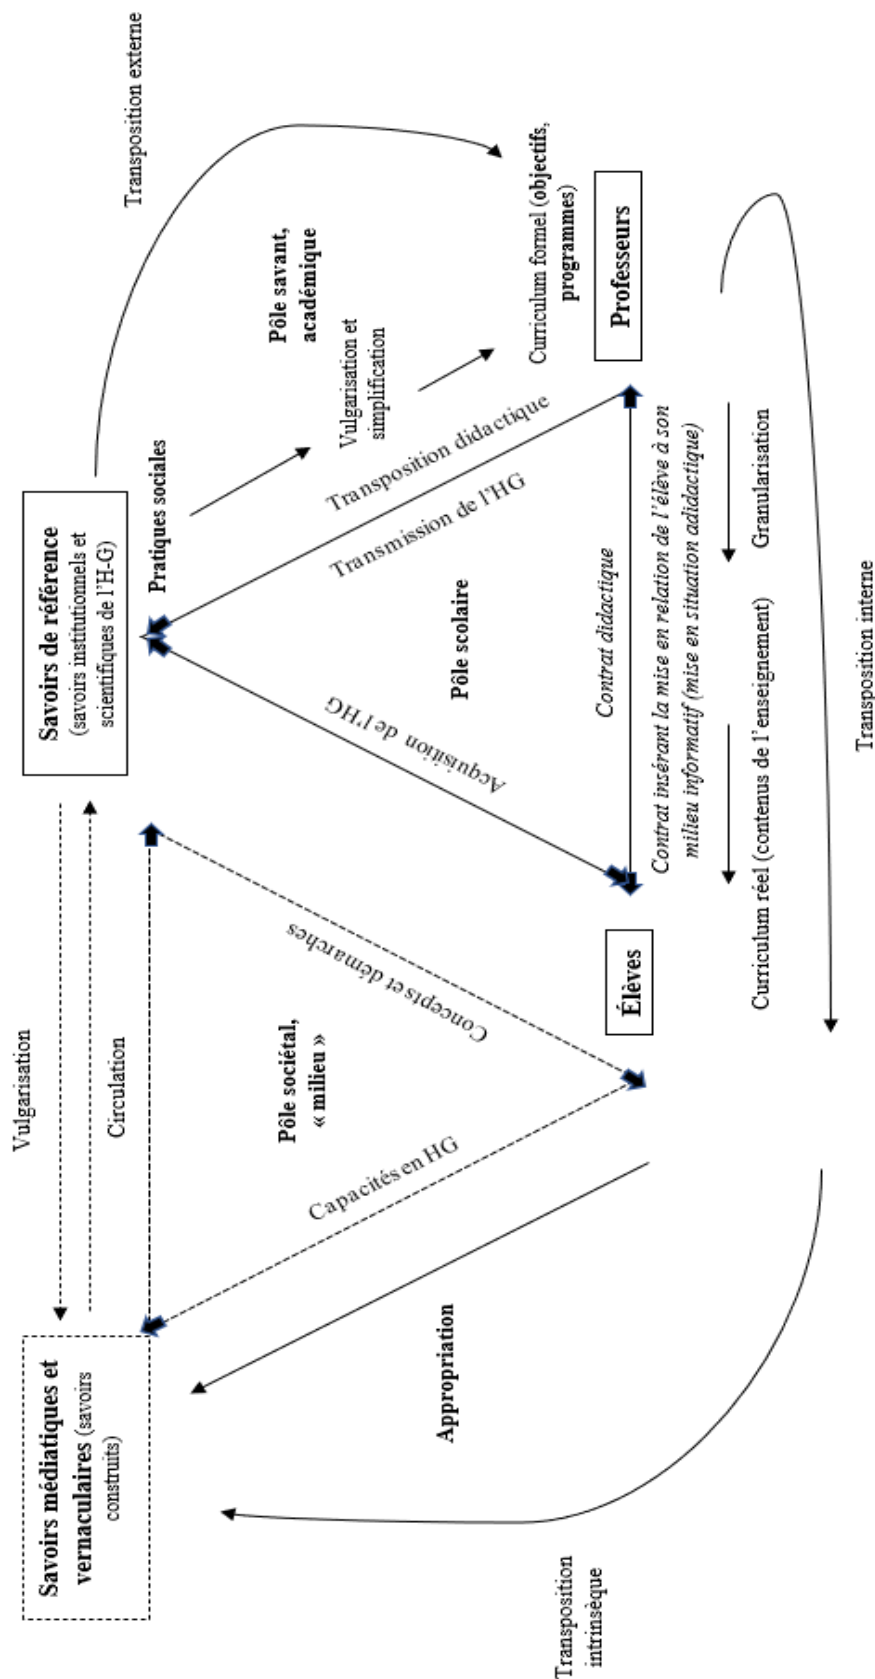 Vulgarisation
Circulation
Savoirs médiatiques et
vernaculaires (savoirs
construits)
Savoirs de référence
(savoirs institutionnels et
scientifiques de l'H-G)
Transposition externe
Pratiques sociales
Pôle savant,
académique
Vulgarisation et
simplification
Transposition didactique
Transmission de l'HG
Acquisition de l'HG
Pôle scolaire
Concepts et démarches
Pôle sociétal,
« milieu »
Capacités en HG
Appropriation
Curriculum formel (objectifs,
programmes)
Professeurs
Élèves
Contrat didactique
Contrat insérant la mise en relation de l'élève à son
milieu informatif (mise en situation adidactique)
Granularisation
Curriculum réel (contenus de l'enseignement)
Transposition
intrinsèque
Transposition interne